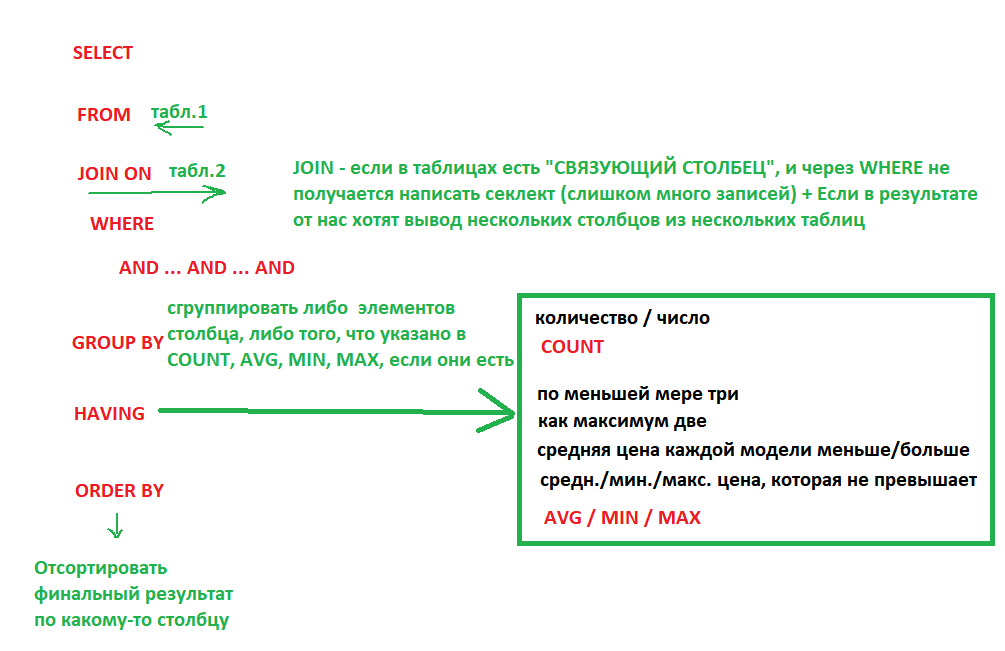 SELECT
FROM табл.1
JOIN ON табл.2
JOIN - если в таблицах есть "СВЯЗУЮЩИЙ СТОЛБЕЦ", и через WHERE не
получается написать секлект (слишком много записей) + Если в результате
от нас хотят вывод нескольких столбцов из нескольких таблиц
WHERE
AND ... AND ... AND
GROUP BY
сгруппировать либо элементов
столбца, либо того, что указано в
COUNT, AVG, MIN, MAX, если они есть
HAVING
количество / число
COUNT
по меньшей мере три
как максимум две
средняя цена каждой модели меньше/больше
средн./мин./макс. цена, которая не превышает
AVG / MIN / MAX
ORDER BY
Отсортировать
финальный результат
по какому-то столбцу